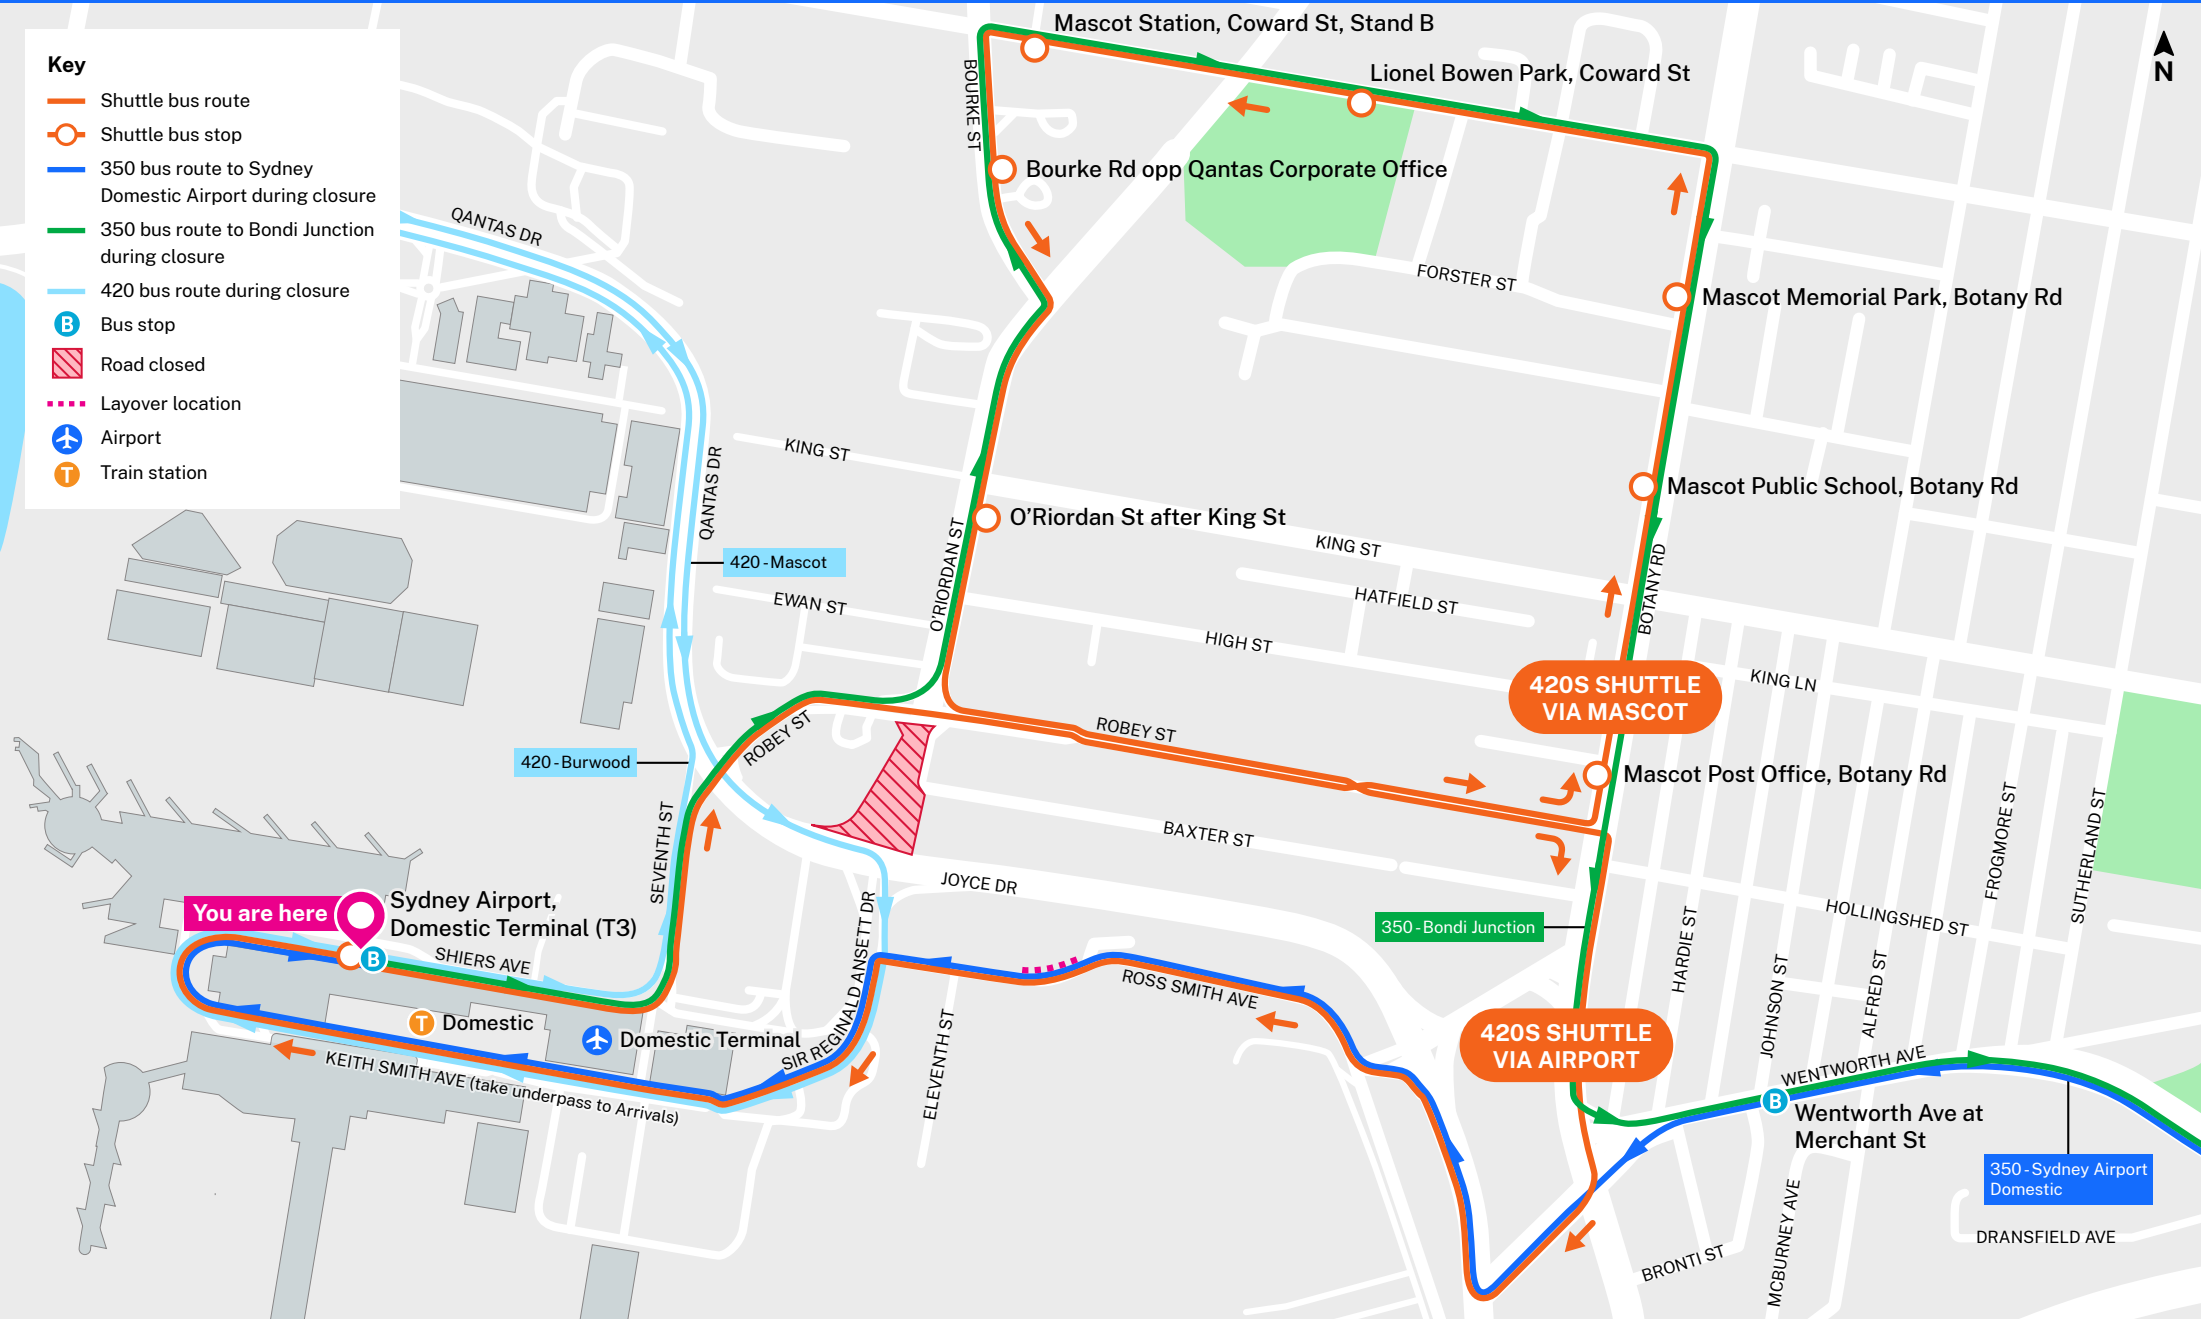 Key
Shuttle bus route
Shuttle bus stop
350 bus route to Sydney
Domestic Airport during closure
350 bus route to Bondi Junction
during closure
420 bus route during closure
B
Bus stop
Road closed
Layover location
Airport
T
Train station
Mascot Station, Coward St, Stand B
Lionel Bowen Park, Coward St
N
BOURKE ST
Bourke Rd opp Qantas Corporate Office
QANTAS DR
FORSTER ST
Mascot Memorial Park, Botany Rd
KING ST
QANTAS DR
Mascot Public School, Botany Rd
O'RIORDAN ST
O’Riordan St after King St
KING ST
420 - Mascot
BOTANY RD
EWAN ST
HATFIELD ST
HIGH ST
420S SHUTTLE
VIA MASCOT
KING LN
ROBEY ST
ROBEY ST
420 - Burwood
Mascot Post Office, Botany Rd
SEVENTH ST
BAXTER ST
FROGMORE ST
SUTHERLAND ST
JOYCE DR
You are here
Sydney Airport,
Domestic Terminal (T3)
B
SHIERS AVE
350 - Bondi Junction
HOLLINGSHED ST
HARDIE ST
JOHNSON ST
ALFRED ST
ROSS SMITH AVE
SIR REGINALD ANSETT DR
ELEVENTH ST
T
Domestic
Domestic Terminal
420S SHUTTLE
VIA AIRPORT
KEITH SMITH AVE (take underpass to Arrivals)
WENTWORTH AVE
B
Wentworth Ave at
Merchant St
350 - Sydney Airport
Domestic
MCBURNEY AVE
BRONTI ST
DRANSFIELD AVE